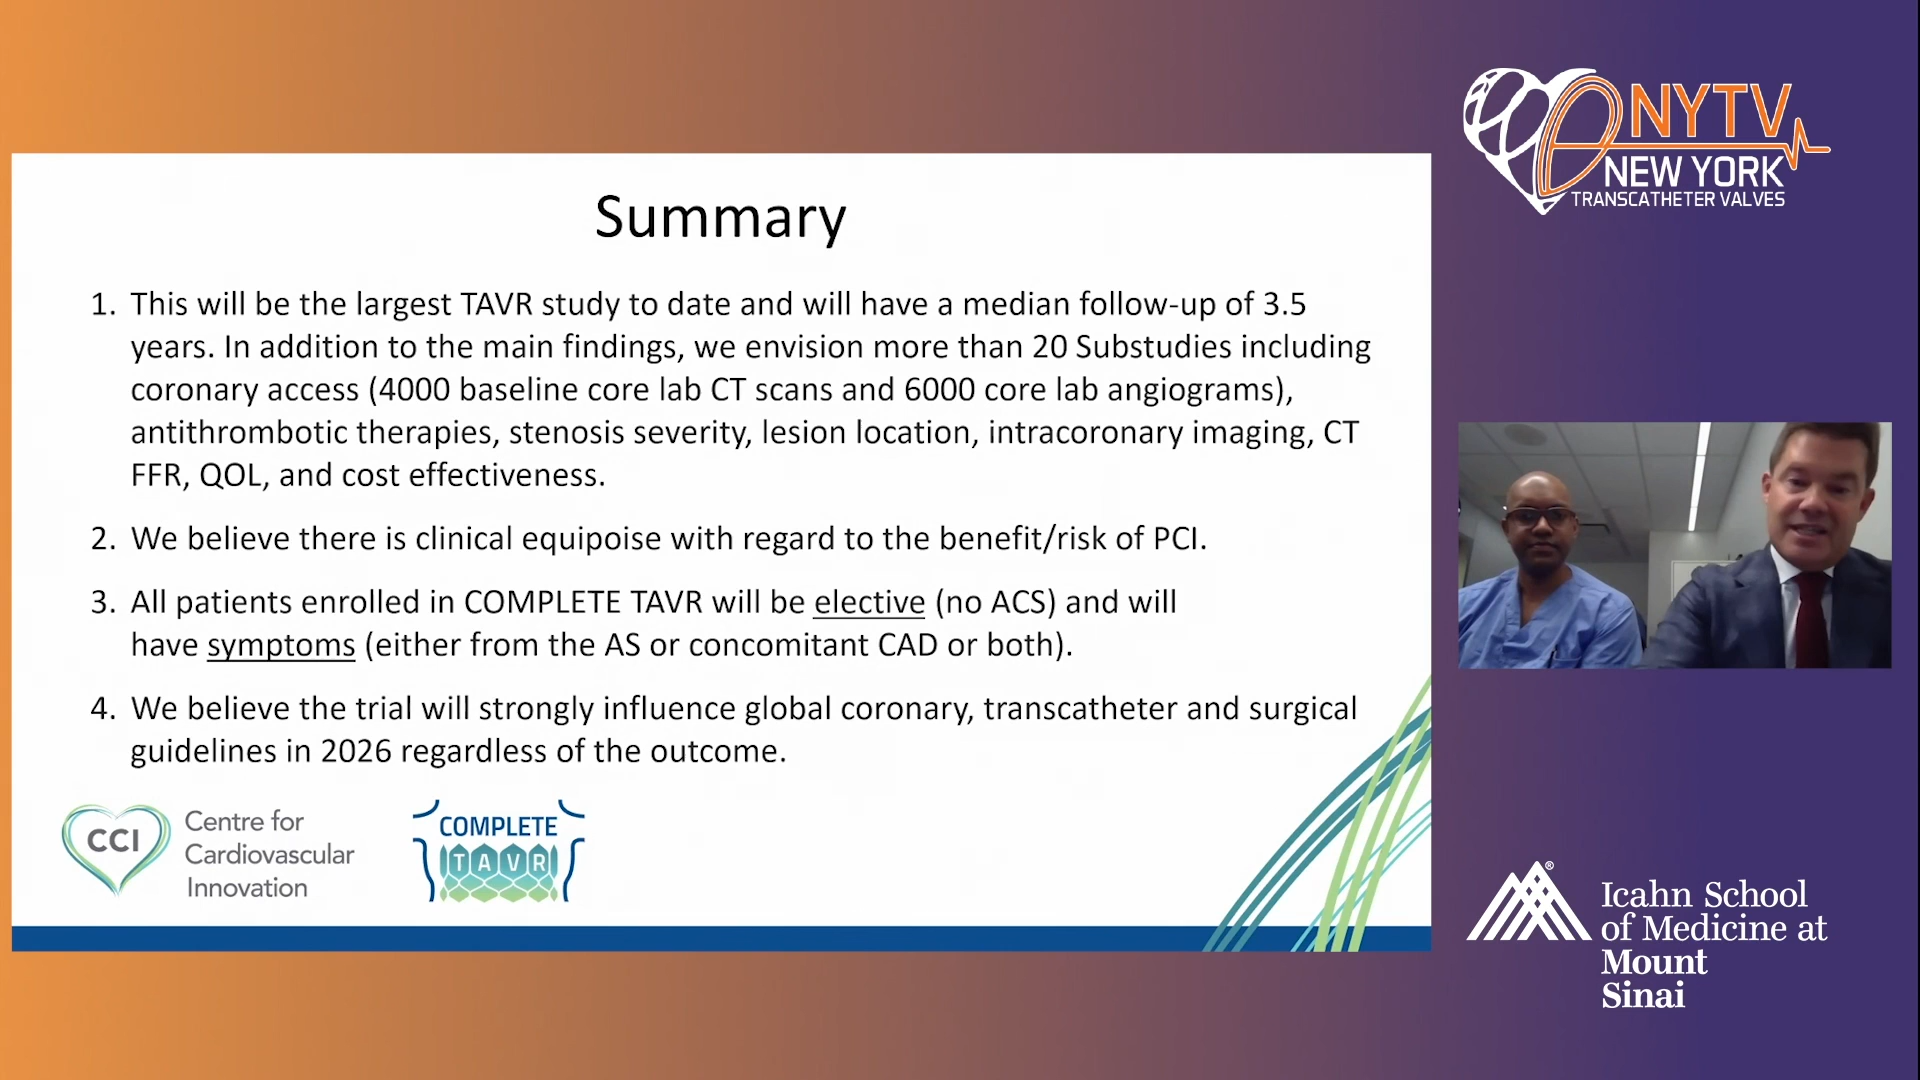 Summary
1. This will be the largest TAVR study to date and will have a median follow-up of 3.5
years. In addition to the main findings, we envision more than 20 Substudies including
coronary access (4000 baseline core lab CT scans and 6000 core lab angiograms),
antithrombotic therapies, stenosis severity, lesion location, intracoronary imaging, CT
FFR, QOL, and cost effectiveness.
2. We believe there is clinical equipoise with regard to the benefit/risk of PCI.
3. All patients enrolled in COMPLETE TAVR will be elective (no ACS) and will
have symptoms (either from the AS or concomitant CAD or both).
4. We believe the trial will strongly influence global coronary, transcatheter and surgical
guidelines in 2026 regardless of the outcome.
CCI
Centre for
Cardiovascular
Innovation
COMPLETE
TAVR
NYTV
NEW YORK
TRANSCATHETER VALVES
®
Icahn School
of Medicine at
Mount
Sinai